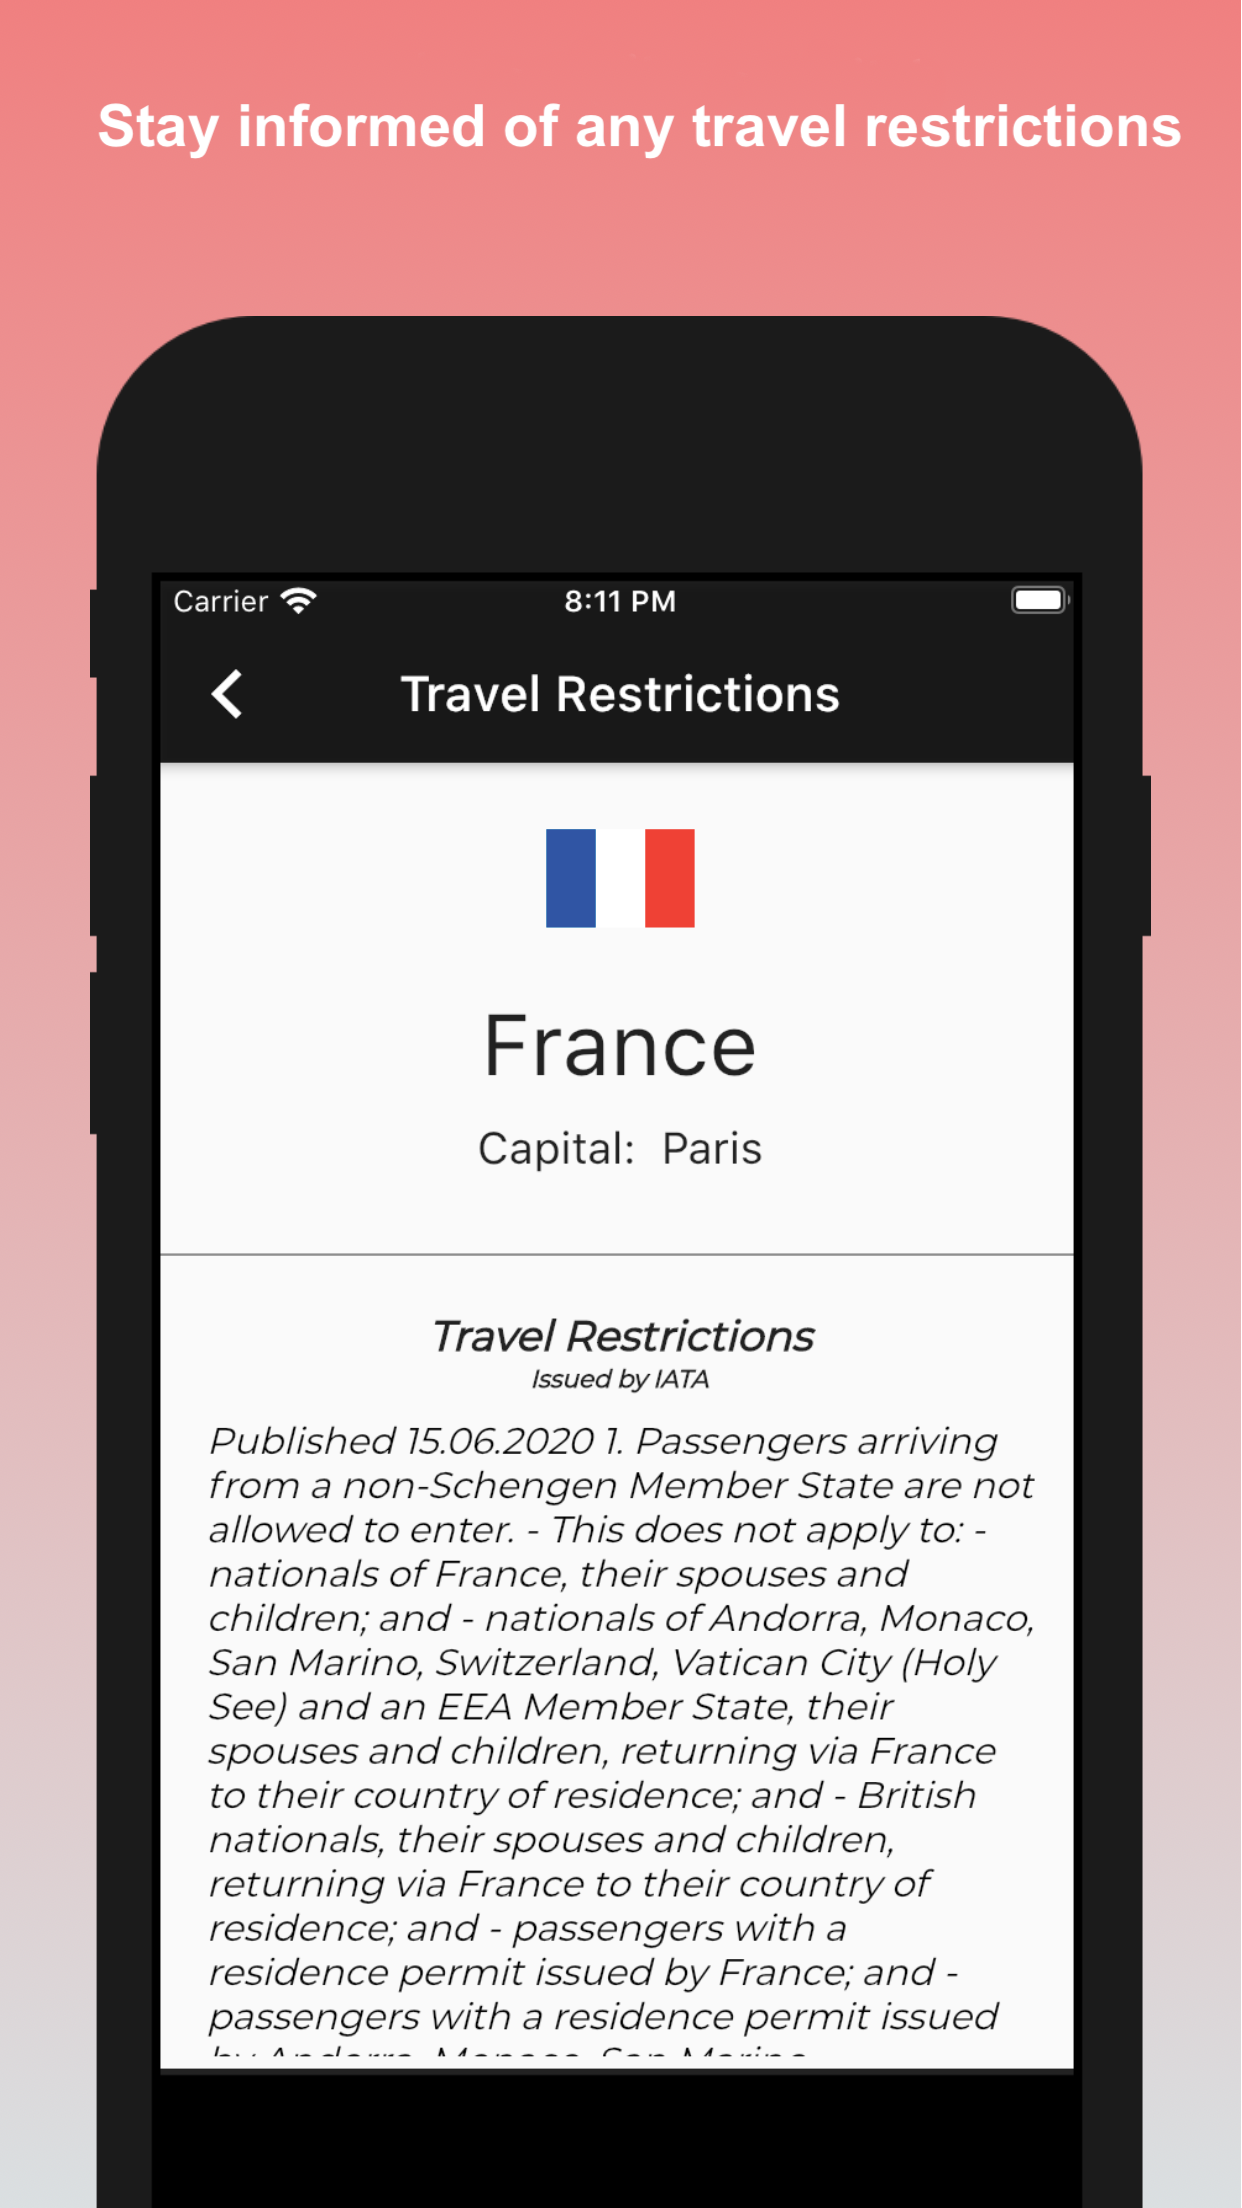 Stay informed of any travel restrictions
Carrier
8:11 PM
Travel Restrictions
France
Capital: Paris
Travel Restrictions
Issued by IATA
Published 15.06.2020 1. Passengers arriving
from a non-Schengen Member State are not
allowed to enter. - This does not apply to: -
nationals of France, their spouses and
children; and - nationals of Andorra, Monaco,
San Marino, Switzerland, Vatican City (Holy
See) and an EEA Member State, their
spouses and children, returning via France
to their country of residence; and - British
nationals, their spouses and children,
returning via France to their country of
residence; and - passengers with a
residence permit issued by France; and -
passengers with a residence permit issued
by Andorra, Monaco, San Marino,